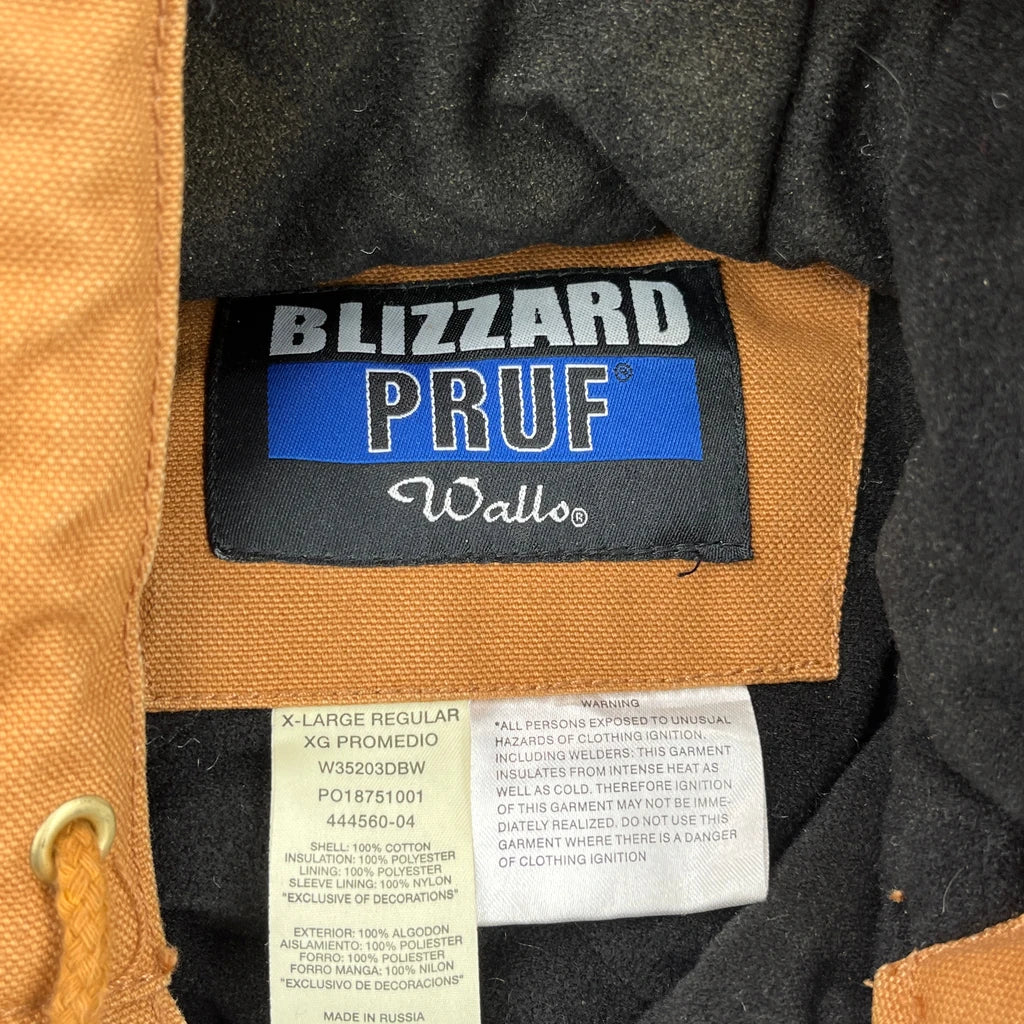 BLIZZARD
PRUF®
Walls®
X-LARGE REGULAR
XG PROMEDIO
W35203DBW
PO18751001
444560-04
SHELL: 100% COTTON
INSULATION: 100% POLYESTER
LINING: 100% POLYESTER
SLEEVE LINING: 100% NYLON
"EXCLUSIVE OF DECORATIONS"
EXTERIOR: 100% ALGODON
AISLAMIENTO: 100% POLIESTER
FORRO: 100% POLIESTER
FORRO MANGA: 100% NILON
"EXCLUSIVO DE DECORACIONS"
MADE IN RUSSIA
WARNING
*ALL PERSONS EXPOSED TO UNUSUAL
HAZARDS OF CLOTHING IGNITION.
INCLUDING WELDERS: THIS GARMENT
INSULATES FROM INTENSE HEAT AS
WELL AS COLD. THEREFORE IGNITION
OF THIS GARMENT MAY NOT BE IMME-
DIATELY REALIZED. DO NOT USE THIS
GARMENT WHERE THERE IS A DANGER
OF CLOTHING IGNITION